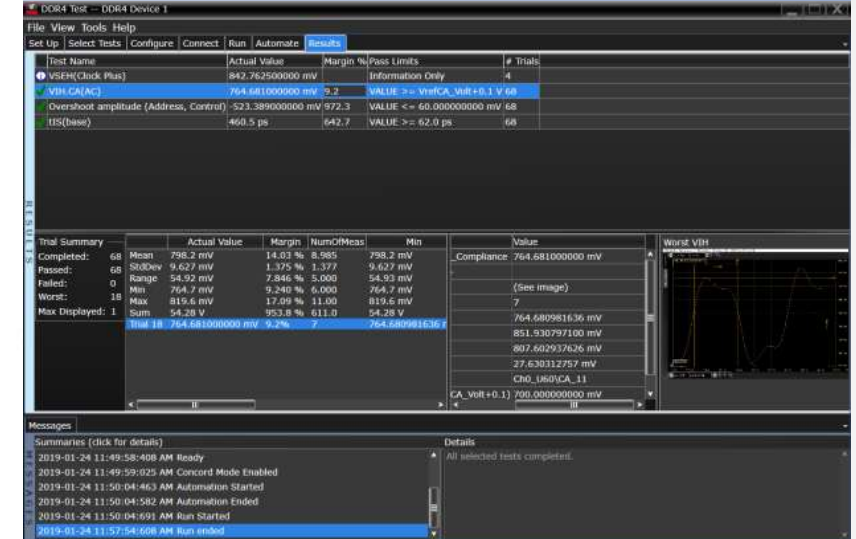 DDR4 Test -- DDR4 Device 1
File View Tools Help
Set Up Select Tests Configure Connect Run Automate Results
Test Name Actual Value Margin % Pass Limits # Trials
VSEH(Clock Plus) 842.762500000 mV Information Only 4
VIH.CA(AC) 764.681000000 mV 9.2 VALUE >= VrefCA_Volt+0.1 V 68
Overshoot amplitude (Address, Control) -523.389000000 mV 972.3 VALUE <= 60.000000000 mV 68
tIS(base) 460.5 ps 642.7 VALUE >= 62.0 ps 68
RESULTS
Trial Summary
Completed: 68
Passed: 68
Failed: 0
Worst: 18
Max Displayed: 1
Actual Value Margin NumOfMeas Min
Mean 798.2 mV 14.03 % 8.985 798.2 mV
StdDev 9.627 mV 1.375 % 1.377 9.627 mV
Range 54.92 mV 7.846 % 5.000 54.93 mV
Min 764.7 mV 9.240 % 6.000 764.7 mV
Max 819.6 mV 17.09 % 11.00 819.6 mV
Sum 54.28 V 953.8 % 611.0 54.28 V
Trial 18 764.681000000 mV 9.2% 7 764.680981636 m
Value
_Compliance 764.681000000 mV
(See image)
7
764.680981636 mV
851.930797100 mV
807.602937626 mV
27.630312757 mV
Ch0_U60\CA_11
CA_Volt+0.1) 700.000000000 mV
Worst VIH
Messages
MESSAGES
Summaries (click for details)
2019-01-24 11:49:58:408 AM Ready
2019-01-24 11:49:59:025 AM Concord Mode Enabled
2019-01-24 11:50:04:463 AM Automation Started
2019-01-24 11:50:04:582 AM Automation Ended
2019-01-24 11:50:04:691 AM Run Started
2019-01-24 11:57:54:608 AM Run ended
Details
All selected tests completed.